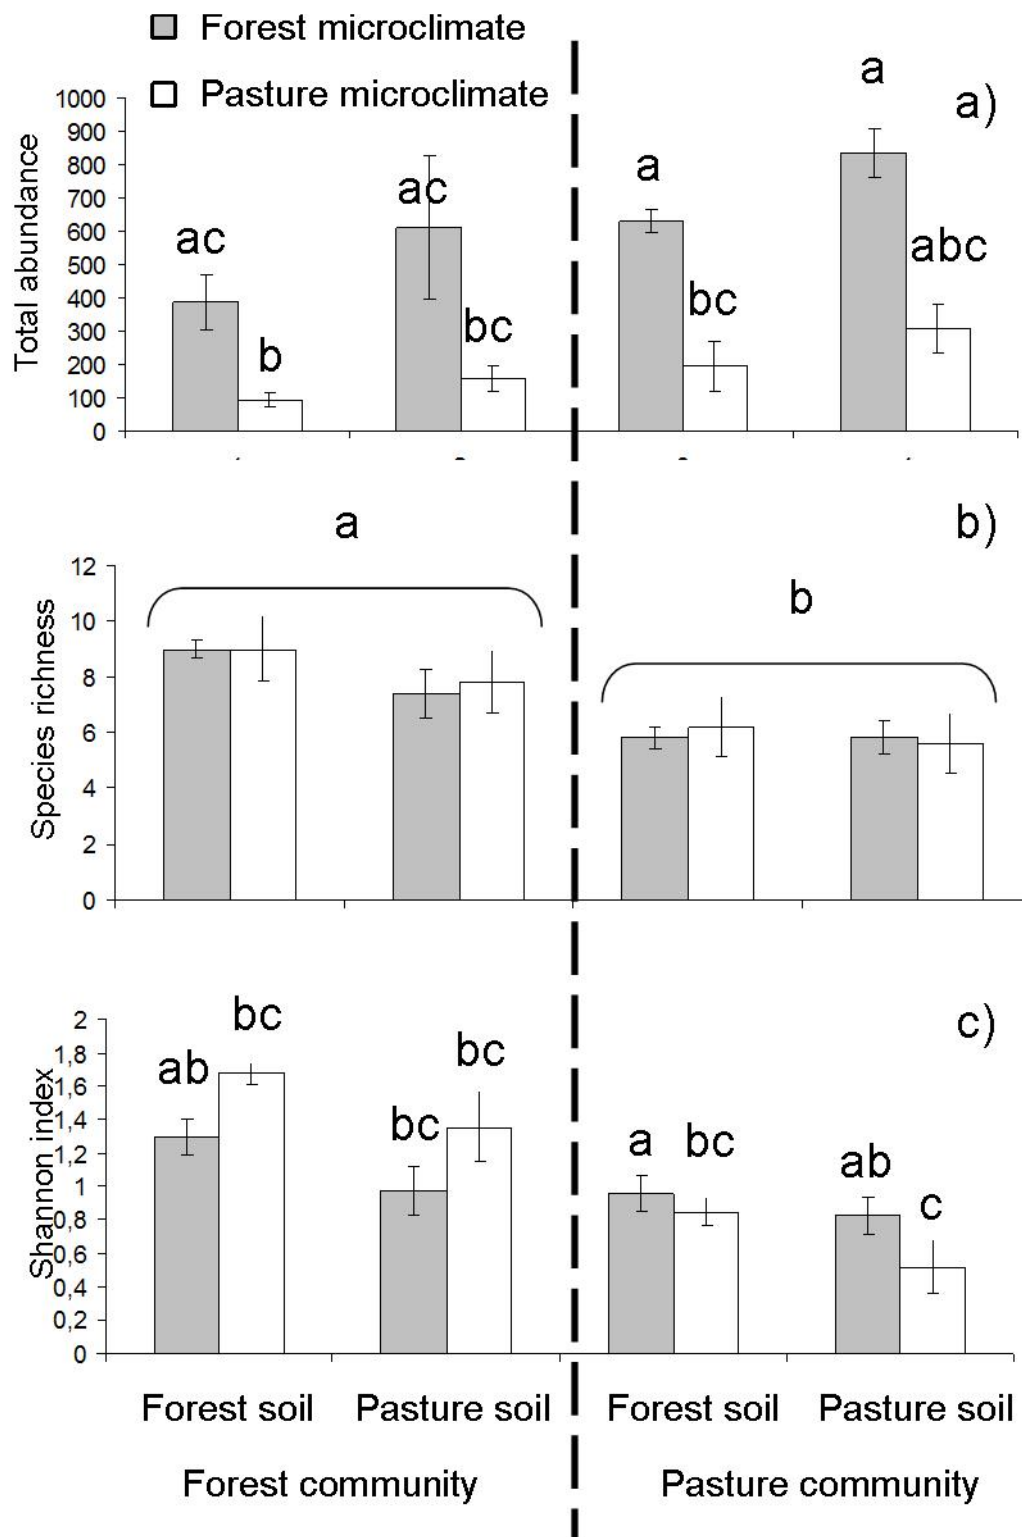 Forest microclimate
Pasture microclimate
a)
Total abundance
1000
900
800
700
600
500
400
300
200
100
0
ac
b
ac
bc
a
bc
a
abc
b)
Species richness
12
10
8
6
4
2
0
a
b
c)
Shannon index
2
1,8
1,6
1,4
1,2
1
0,8
0,6
0,4
0,2
0
ab
bc
bc
bc
a
bc
ab
c
Forest soil Pasture soil Forest soil Pasture soil
Forest community Pasture community